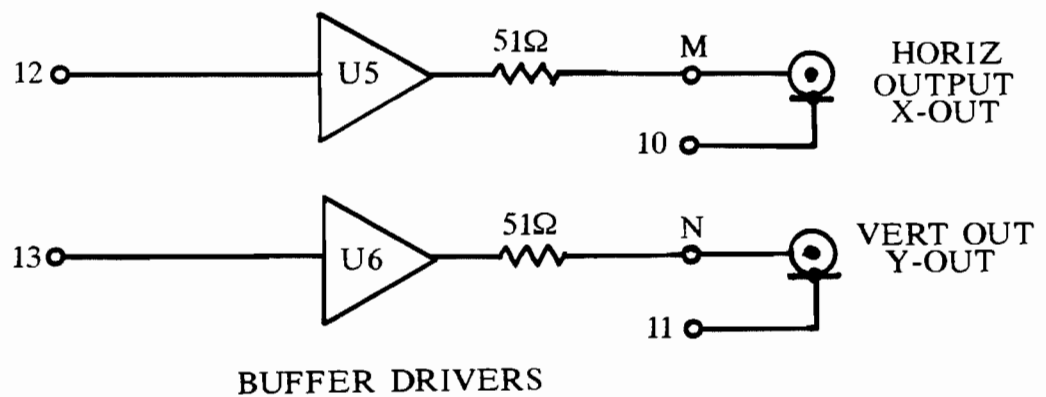 12
U5
51Ω
M
10
HORIZ
OUTPUT
X-OUT
13
U6
51Ω
N
11
VERT OUT
Y-OUT
BUFFER DRIVERS